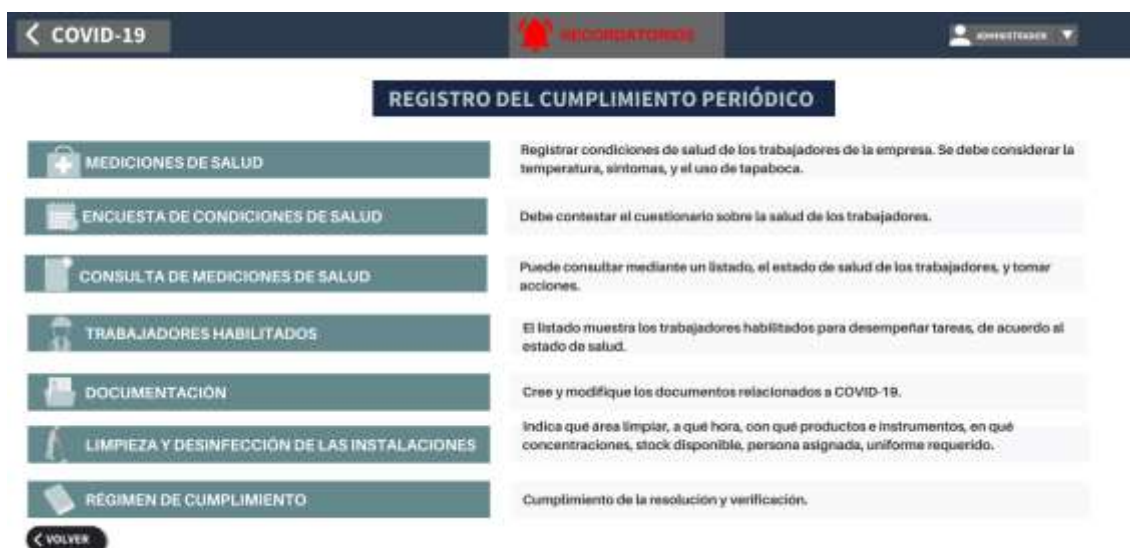 COVID-19
RECORDATORIOS
ADMINISTRADOR
REGISTRO DEL CUMPLIMIENTO PERIÓDICO
MEDICIONES DE SALUD
Registrar condiciones de salud de los trabajadores de la empresa. Se debe considerar la
temperatura, síntomas, y el uso de tapaboca.
ENCUESTA DE CONDICIONES DE SALUD
Debe contestar el cuestionario sobre la salud de los trabajadores.
CONSULTA DE MEDICIONES DE SALUD
Puede consultar mediante un listado, el estado de salud de los trabajadores, y tomar
acciones.
TRABAJADORES HABILITADOS
El listado muestra los trabajadores habilitados para desempeñar tareas, de acuerdo al
estado de salud.
DOCUMENTACIÓN
Cree y modifique los documentos relacionados a COVID-19.
LIMPIEZA Y DESINFECCIÓN DE LAS INSTALACIONES
Indica qué área limpiar, a qué hora, con qué productos e instrumentos, en qué
concentraciones, stock disponible, persona asignada, uniforme requerido.
RÉGIMEN DE CUMPLIMIENTO
Cumplimiento de la resolución y verificación.
VOLVER